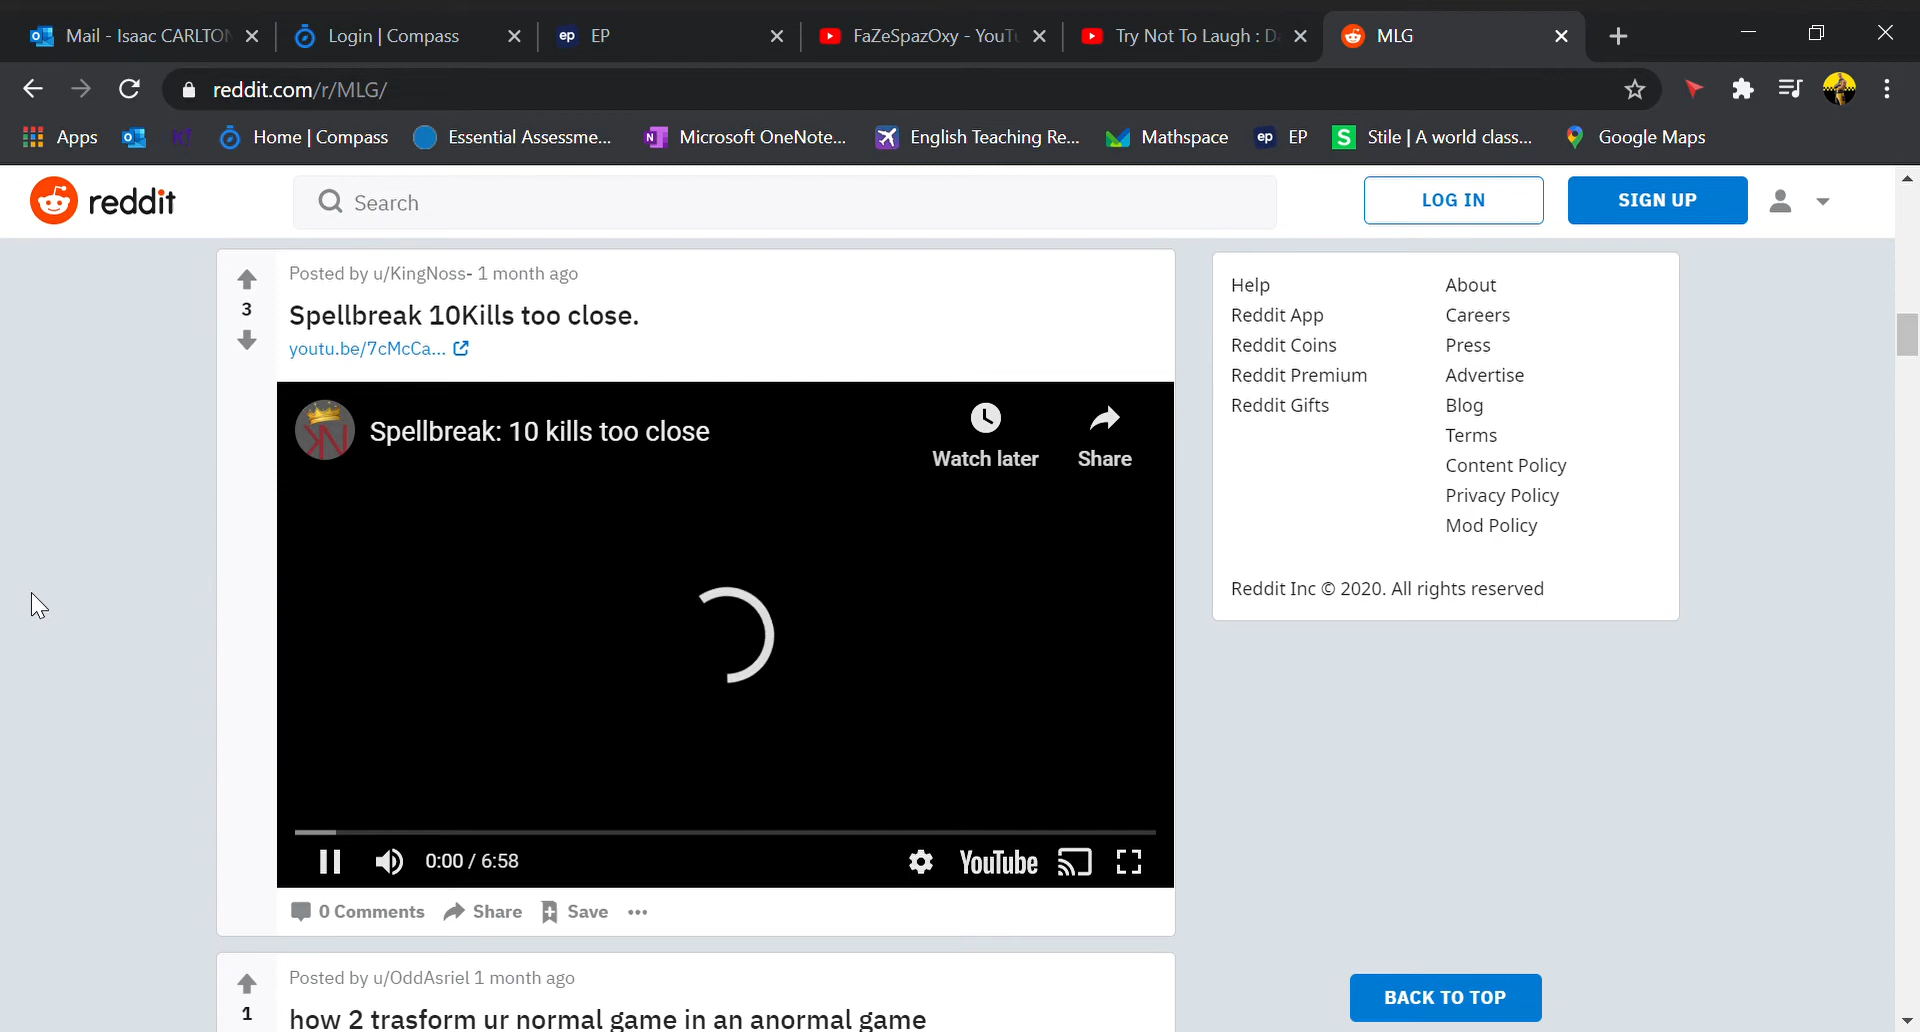 Mail - Isaac CARLTON
Login | Compass
ep EP
FaZeSpazOxy - YouTu
Try Not To Laugh : D
MLG
reddit.com/r/MLG/
Apps
Home | Compass
Essential Assessme...
Microsoft OneNote...
English Teaching Re...
Mathspace
ep EP
Stile | A world class...
Google Maps
reddit
Search
LOG IN
SIGN UP
Posted by u/KingNoss- 1 month ago
3
Spellbreak 10Kills too close.
youtu.be/7cMcCa...
Spellbreak: 10 kills too close
Watch later
Share
0:00 / 6:58
YouTube
0 Comments
Share
Save
Posted by u/OddAsriel 1 month ago
1
how 2 trasform ur normal game in an anormal game
Help
Reddit App
Reddit Coins
Reddit Premium
Reddit Gifts
About
Careers
Press
Advertise
Blog
Terms
Content Policy
Privacy Policy
Mod Policy
Reddit Inc © 2020. All rights reserved
BACK TO TOP